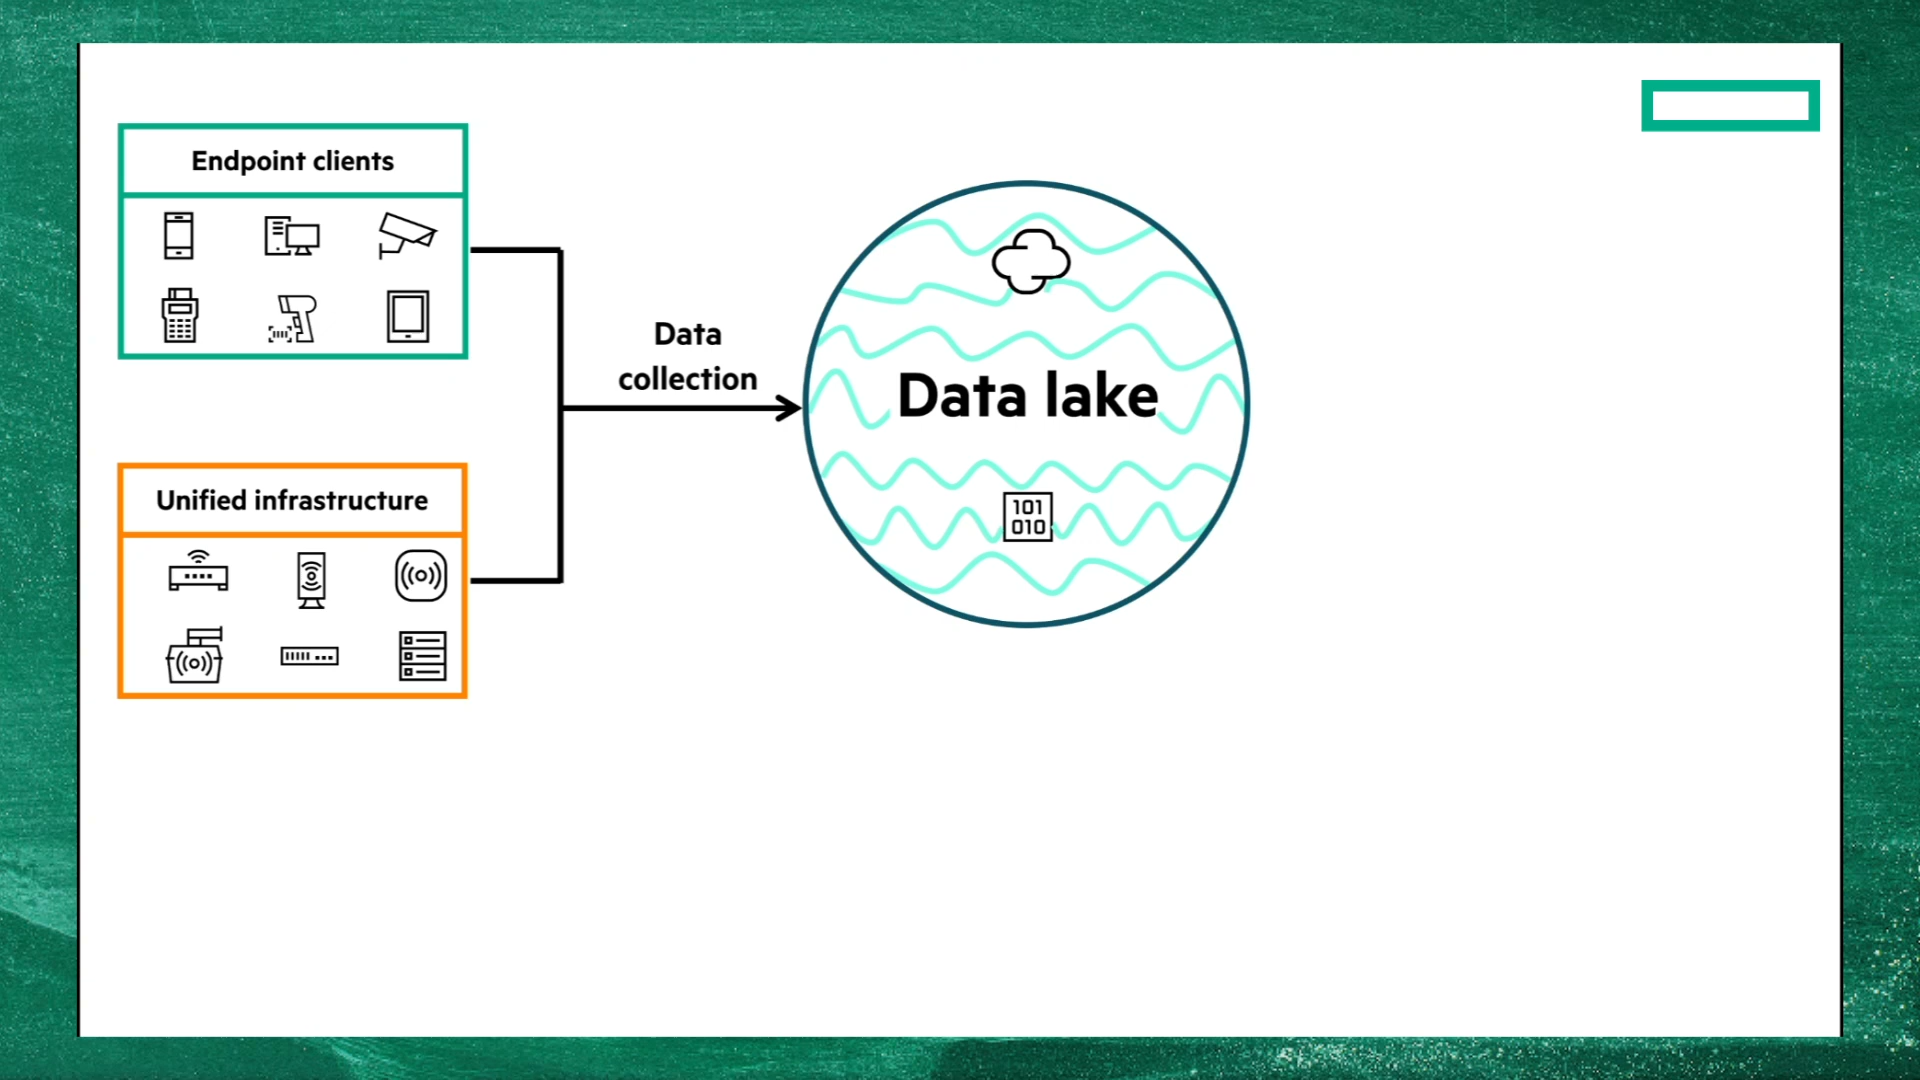 Endpoint clients
Data
collection
Data lake
Unified infrastructure
101
010